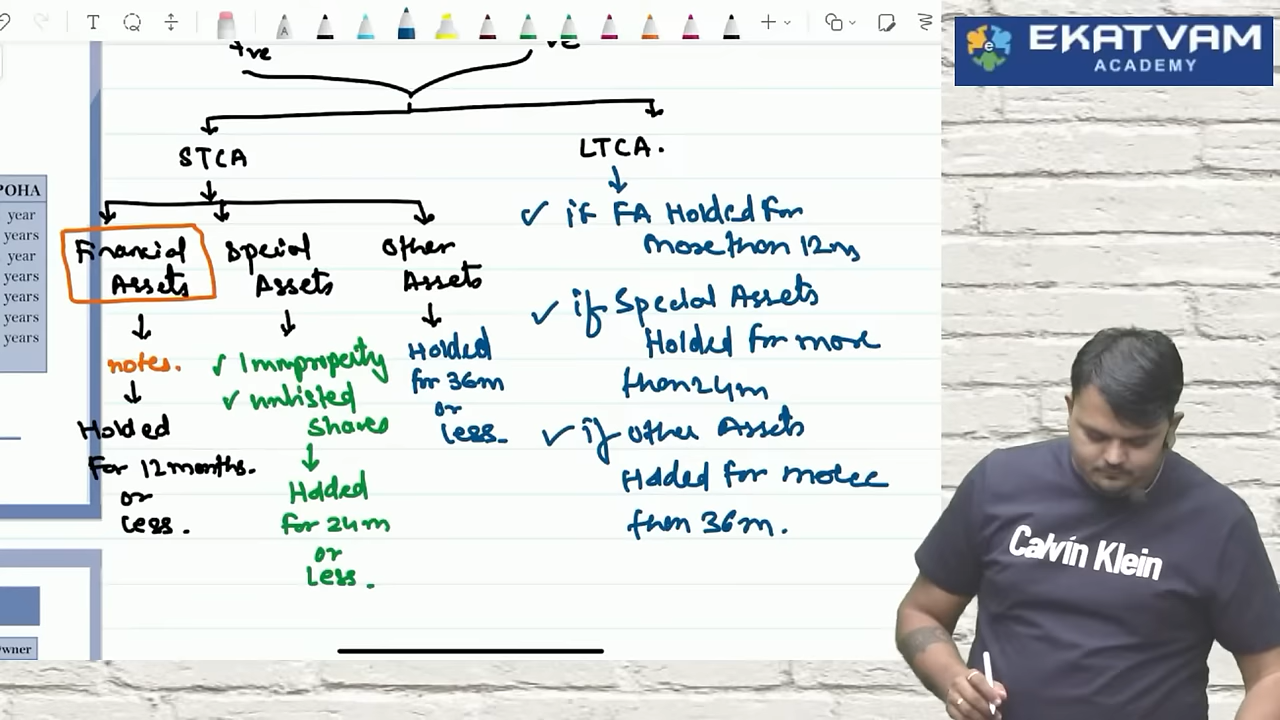 EKATVAM
ACADEMY
+ve
ve
STCA
LTCA.
Financial
Assets
Special
Assets
Other
Assets
notes.
Holded
For 12 months.
or
Less.
✓ Immproperty
✓ unlisted
Shares
Holded
for 24m
or
Less.
Holded
for 36m
or
Less.
✓ if FA Holded for
more than 12m
✓ if Special Assets
Holded for more
than 24m
✓ if other Assets
Holded for more
then 36m.
POHA
year
years
year
years
years
years
years
wner
Calvin Klein